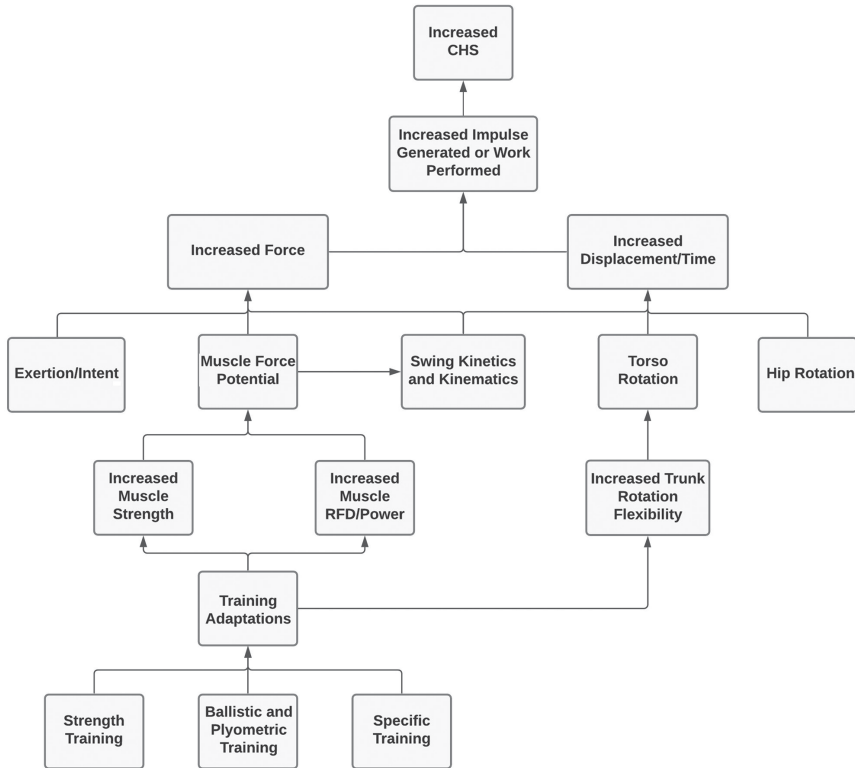 Increased
CHS
Increased Impulse
Generated or Work
Performed
Increased Force
Increased
Displacement/Time
Exertion/Intent
Muscle Force
Potential
Swing Kinetics
and Kinematics
Torso
Rotation
Hip Rotation
Increased
Muscle
Strength
Increased
Muscle
RFD/Power
Increased Trunk
Rotation
Flexibility
Training
Adaptations
Strength
Training
Ballistic and
Plyometric
Training
Specific
Training